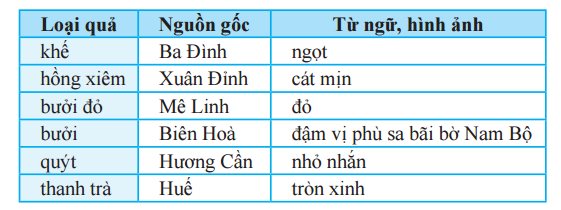 Loại quả Nguồn gốc Từ ngữ, hình ảnh
khế Ba Đình ngọt
hồng xiêm Xuân Đỉnh cát mịn
bưởi đỏ Mê Linh đỏ
bưởi Biên Hoà đậm vị phù sa bãi bờ Nam Bộ
quýt Hương Cần nhỏ nhắn
thanh trà Huế tròn xinh